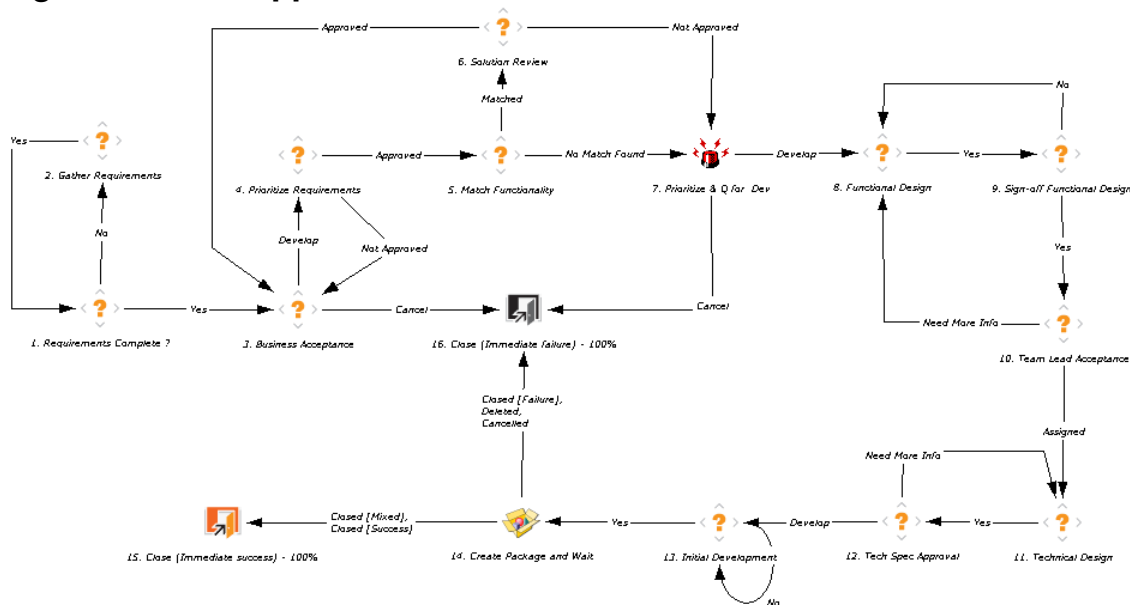 Approved
Not Approved
6. Solution Review
Matched
No
Yes
2. Gather Requirements
Approved
No Match Found
Develop
Yes
4. Prioritize Requirements
5. Match Functionality
7. Prioritize & Q for Dev
8. Functional Design
9. Sign-off Functional Design
No
Develop
Not Approved
Yes
Yes
Cancel
Cancel
Need More Info
1. Requirements Complete ?
3. Business Acceptance
16. Close (Immediate failure) - 100%
10. Team Lead Acceptance
Closed [Failure],
Deleted,
Cancelled
Assigned
Need More Info
Closed [Mixed],
Closed [Success]
Yes
Develop
Yes
15. Close (Immediate success) - 100%
14. Create Package and Wait
13. Initial Development
12. Tech Spec Approval
11. Technical Design
No